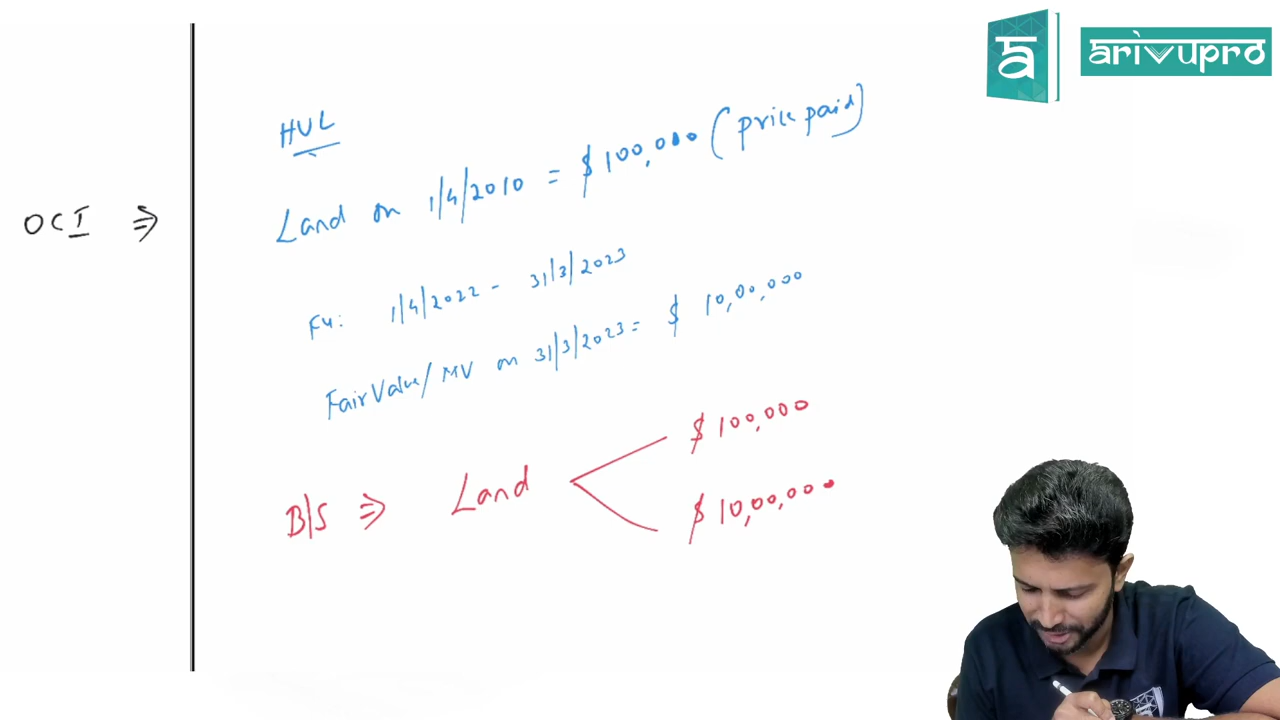 arivupro
HUL
Land on 1/4/2010 = $100,000 (price paid)
OCI ⇒
FY: 1/4/2022 - 31/3/2023
Fair Value/MV on 31/3/2023 = $ 10,00,000
B/S ⇒ Land
$ 100,000
$ 10,00,000